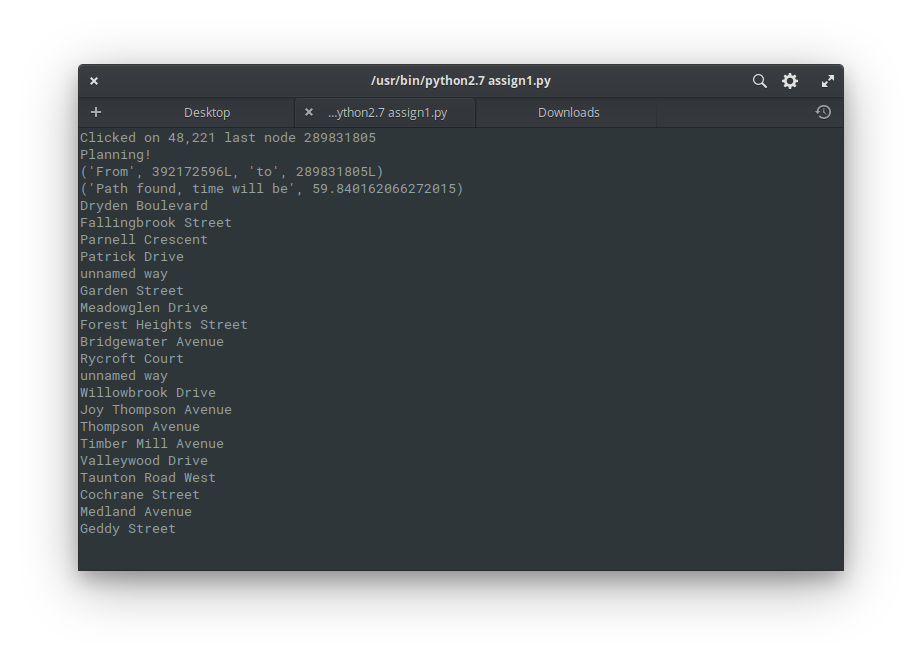 /usr/bin/python2.7 assign1.py
Desktop
...ython2.7 assign1.py
Downloads
Clicked on 48,221 last node 289831805
Planning!
('From', 392172596L, 'to', 289831805L)
('Path found, time will be', 59.840162066272015)
Dryden Boulevard
Fallingbrook Street
Parnell Crescent
Patrick Drive
unnamed way
Garden Street
Meadowglen Drive
Forest Heights Street
Bridgewater Avenue
Rycroft Court
unnamed way
Willowbrook Drive
Joy Thompson Avenue
Thompson Avenue
Timber Mill Avenue
Valleywood Drive
Taunton Road West
Cochrane Street
Medland Avenue
Geddy Street